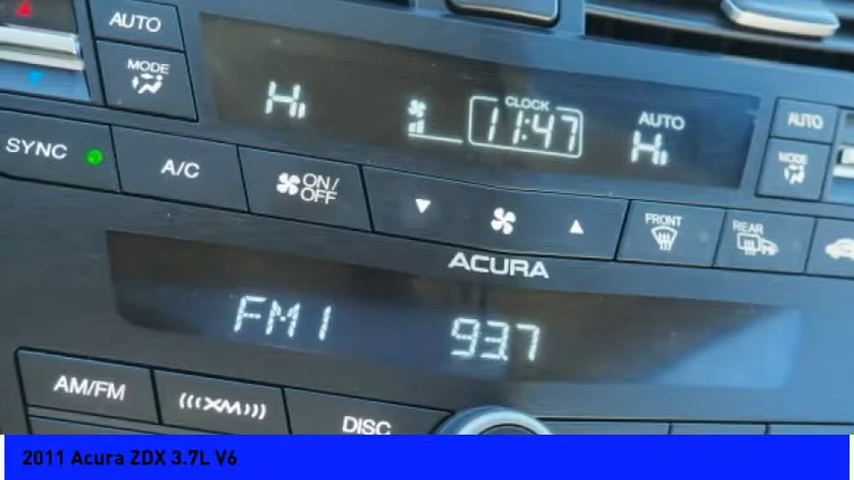 AUTO
MODE
Hi
CLOCK
11:47
AUTO
Hi
AUTO
MODE
SYNC
A/C
ON/
OFF
FRONT
REAR
ACURA
FM1
93.7
AM/FM
(((XM)))
DISC
2011 Acura ZDX 3.7L V6